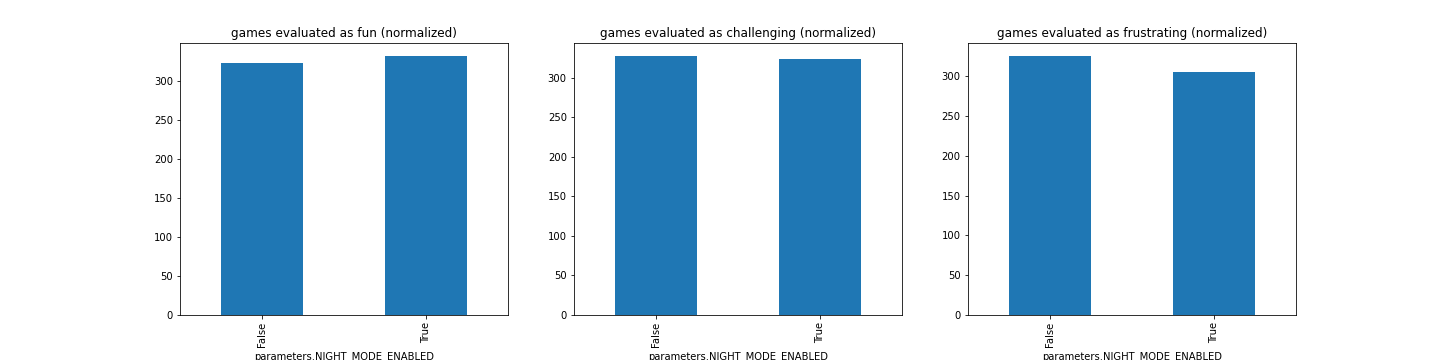 games evaluated as fun (normalized)
300
250
200
150
100
50
0
False
True
parameters.NIGHT_MODE_ENABLED
games evaluated as challenging (normalized)
300
250
200
150
100
50
0
False
True
parameters.NIGHT_MODE_ENABLED
games evaluated as frustrating (normalized)
300
250
200
150
100
50
0
False
True
parameters.NIGHT_MODE_ENABLED